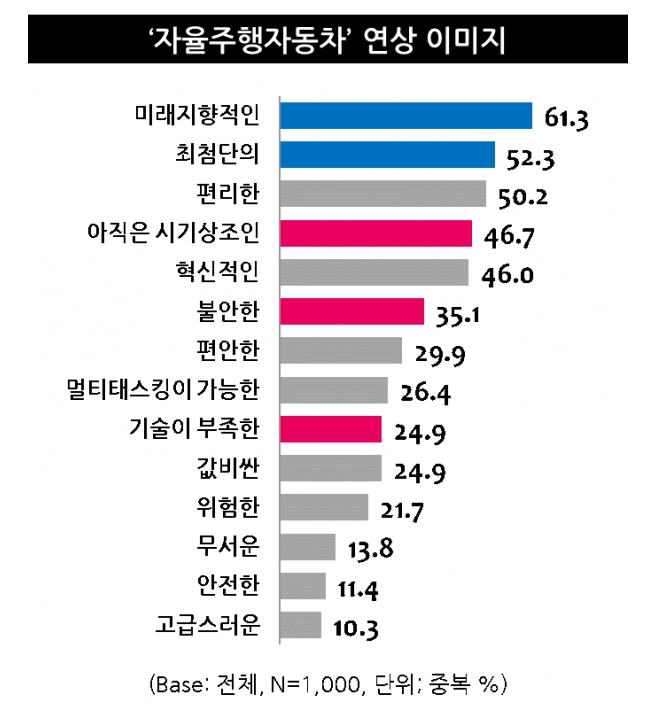 ‘자율주행자동차’ 연상 이미지
미래지향적인 61.3
최첨단의 52.3
편리한 50.2
아직은 시기상조인 46.7
혁신적인 46.0
불안한 35.1
편안한 29.9
멀티태스킹이 가능한 26.4
기술이 부족한 24.9
값비싼 24.9
위험한 21.7
무서운 13.8
안전한 11.4
고급스러운 10.3
(Base: 전체, N=1,000, 단위; 중복 %)